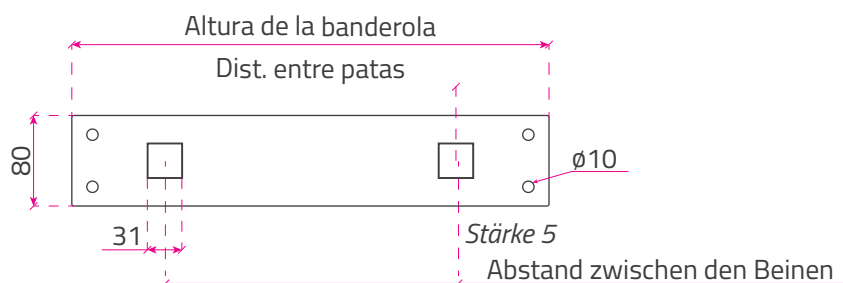 Altura de la banderola
Dist. entre patas
80
ø10
31
Stärke 5
Abstand zwischen den Beinen